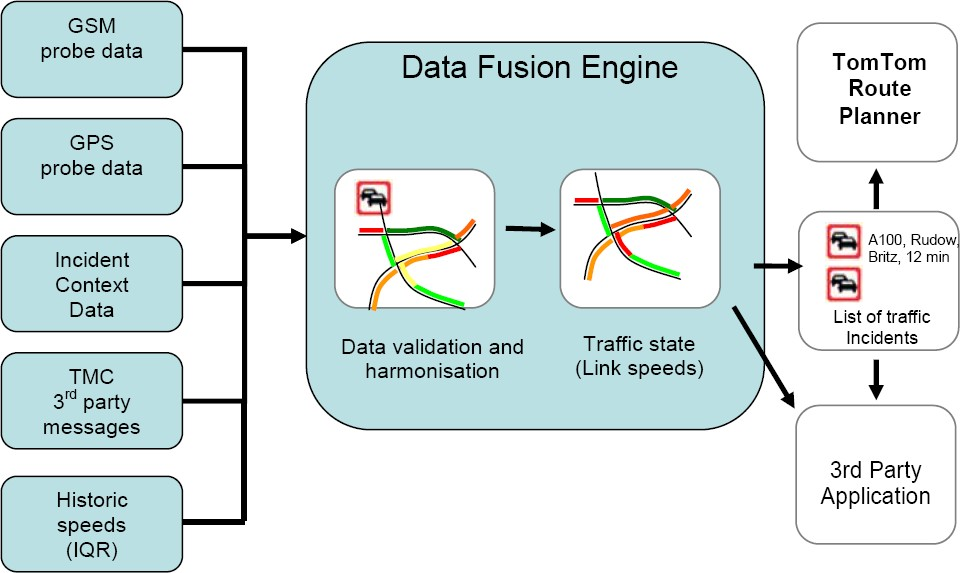 GSM
probe data
GPS
probe data
Incident
Context
Data
TMC
3rd party
messages
Historic
speeds
(IQR)
Data Fusion Engine
Data validation and
harmonisation
Traffic state
(Link speeds)
TomTom
Route
Planner
A100, Rudow,
Britz, 12 min
List of traffic
Incidents
3rd Party
Application